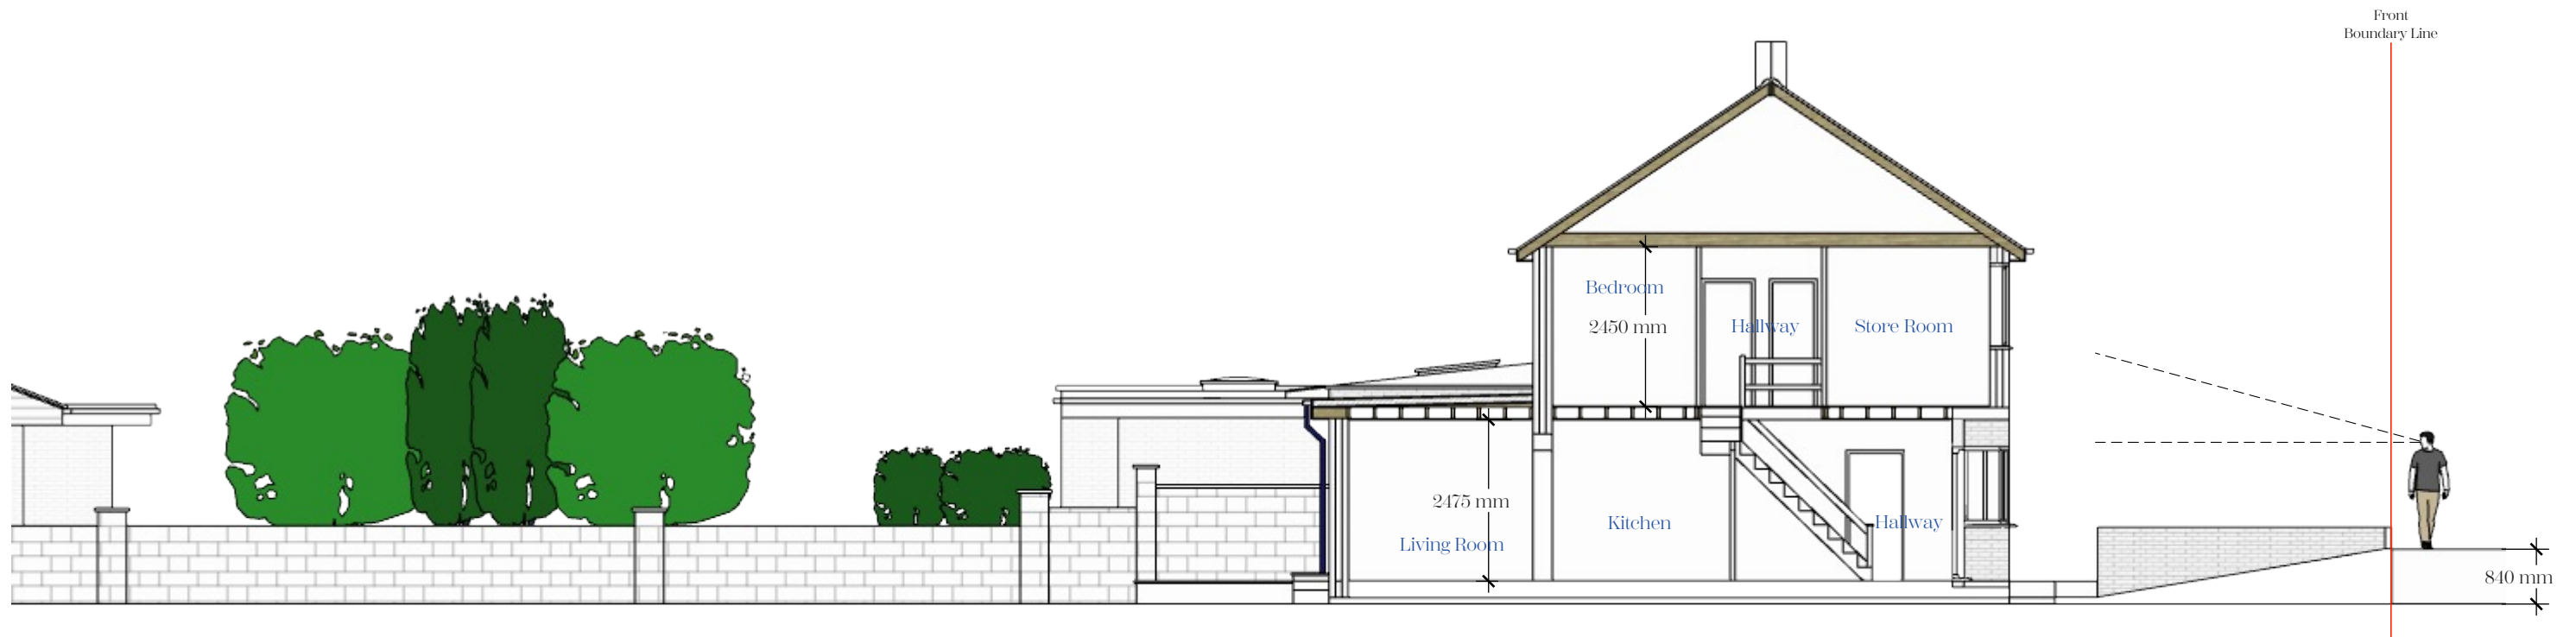 Front
Boundary Line
Bedroom
2450 mm
Hallway
Store Room
2475 mm
Living Room
Kitchen
Hallway
840 mm